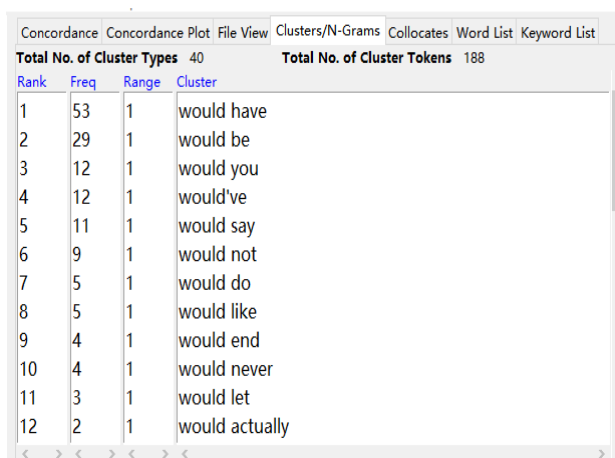 Concordance Concordance Plot File View Clusters/N-Grams Collocates Word List Keyword List
Total No. of Cluster Types 40 Total No. of Cluster Tokens 188
Rank Freq Range Cluster
1 53 1 would have
2 29 1 would be
3 12 1 would you
4 12 1 would've
5 11 1 would say
6 9 1 would not
7 5 1 would do
8 5 1 would like
9 4 1 would end
10 4 1 would never
11 3 1 would let
12 2 1 would actually